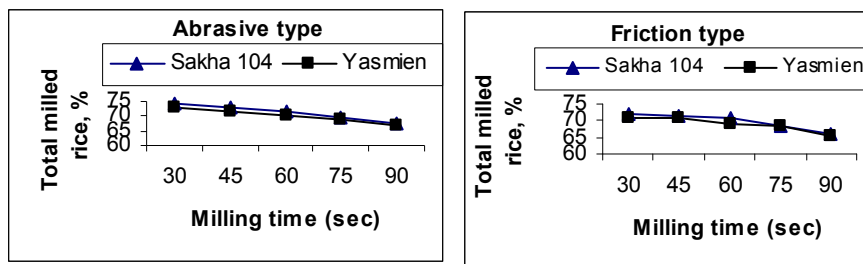 Abrasive type
Sakha 104 Yasmien
Total milled
rice, %
75
70
65
60
30 45 60 75 90
Milling time (sec)
Friction type
Sakha 104 Yasmien
Total milled
rice, %
75
70
65
60
30 45 60 75 90
Milling time (sec)